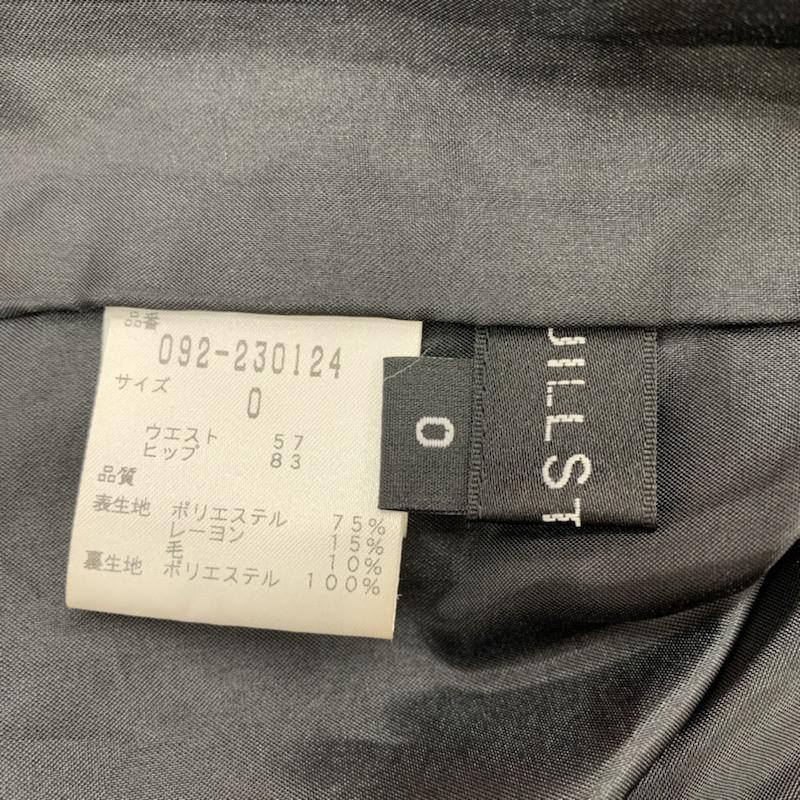 品番
092-230124
サイズ
0
ウエスト 57
ヒップ 83
品質
表生地 ポリエステル 75%
レーヨン 15%
毛 10%
裏生地 ポリエステル 100%
0
JILLST